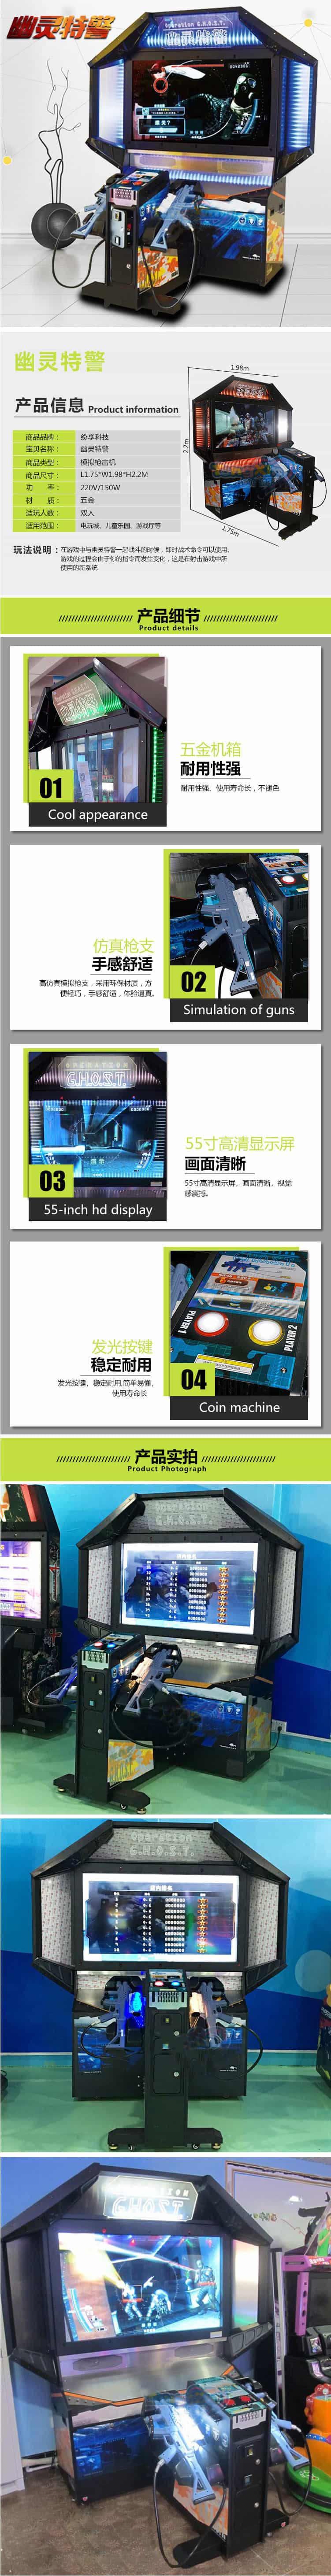 幽灵特警
Operation G.H.O.S.T.
幽灵特警
幽灵特警
产品信息 Product information
商品品牌： 纷享科技
宝贝名称： 幽灵特警
商品类型： 模拟枪击机
商品尺寸： L1.75*W1.98*H2.2M
功 率： 220V/150W
材 质： 五金
适玩人数： 双人
适用范围： 电玩城、儿童乐园、游戏厅等
1.98m
2.2m
1.75m
玩法说明：在游戏中与幽灵特警一起战斗的时候，即时战术命令可以使用。
游戏的过程会由于你的指令而发生变化，这是在射击游戏中所
使用的新系统
产品细节
Product details
01
Cool appearance
五金机箱
耐用性强
耐用性强，使用寿命长，不褪色
仿真枪支
手感舒适
高仿真模拟枪支，采用环保材质，方
便轻巧，手感舒适，体验逼真。
02
Simulation of guns
OPERATION
G.H.O.S.T.
03
55-inch hd display
55寸高清显示屏
画面清晰
55寸高清显示屏，画面清晰，视觉
感震撼。
发光按键
稳定耐用
发光按键，稳定耐用,简单易懂，
使用寿命长
PLAYER 1
PLAYER 2
04
Coin machine
产品实拍
Product Photograph
Operation
G.H.O.S.T.
G.H.O.S.T.